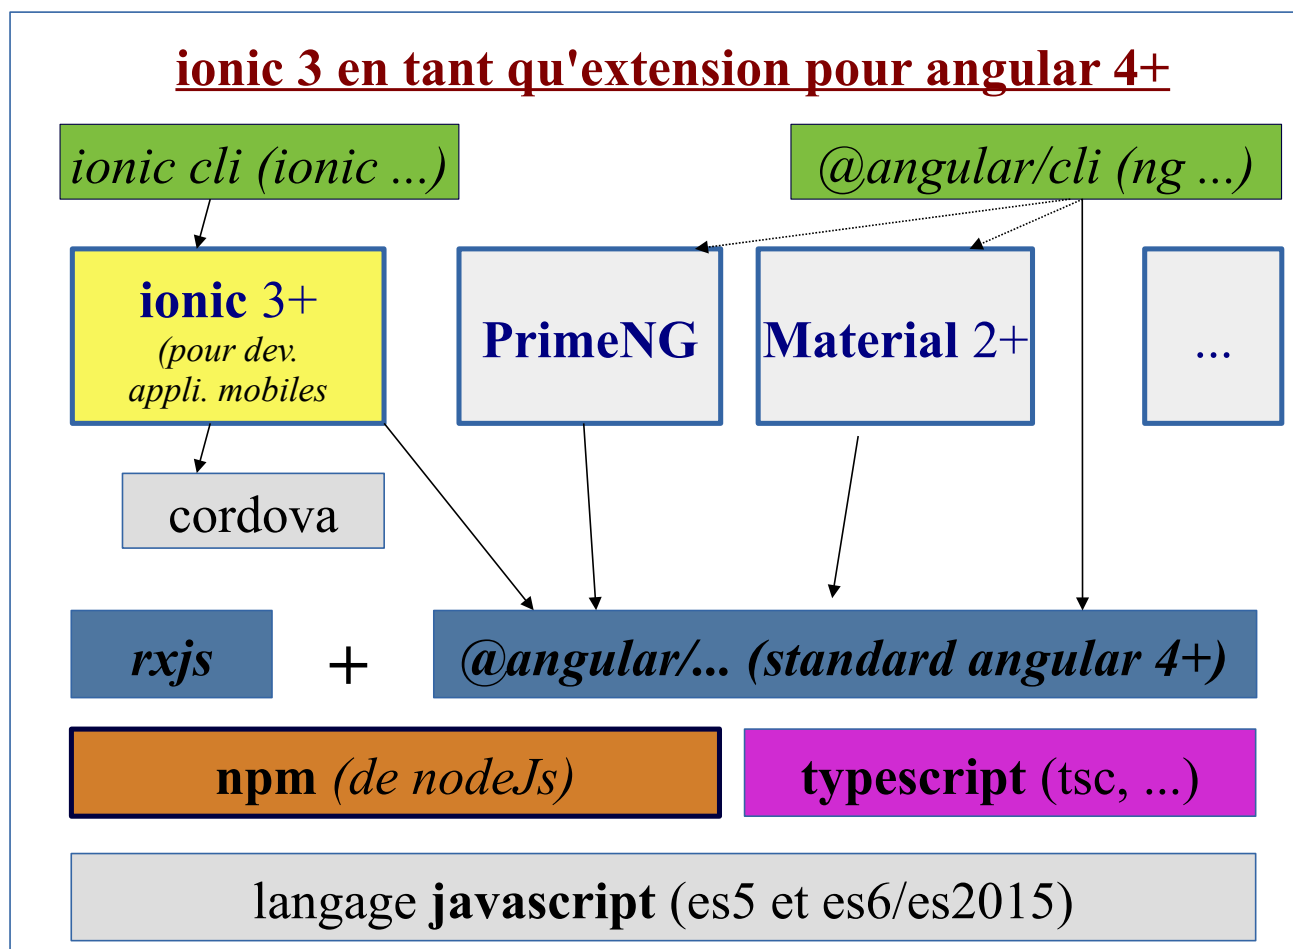 ionic 3 en tant qu'extension pour angular 4+
ionic cli (ionic ...)
@angular/cli (ng ...)
ionic 3+
(pour dev.
appli. mobiles
PrimeNG
Material 2+
...
cordova
rxjs
+
@angular/... (standard angular 4+)
npm (de nodeJs)
typescript (tsc, ...)
langage javascript (es5 et es6/es2015)